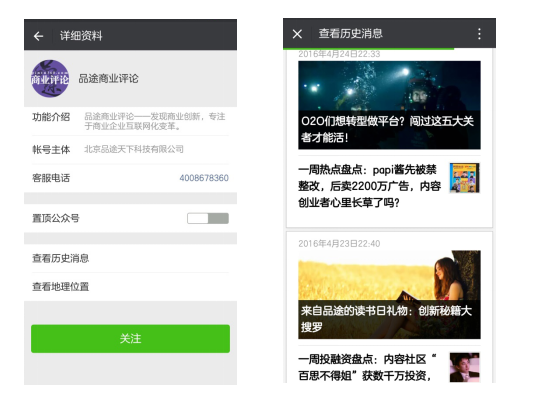 详细资料
商业评论
品途商业评论
功能介绍 品途商业评论——发现商业创新，专注
于商业企业互联网化变革。
帐号主体 北京品途天下科技有限公司
客服电话 4008678360
置顶公众号
查看历史消息
查看地理位置
关注
查看历史消息
2016年4月24日22:33
O2O们想转型做平台？闯过这五大关
者才能活！
一周热点盘点：papi酱先被禁
整改，后卖2200万广告，内容
创业者心里长草了吗？
2016年4月23日22:40
来自品途的读书日礼物：创新秘籍大
搜罗
一周投融资盘点：内容社区“
百思不得姐”获数千万投资，